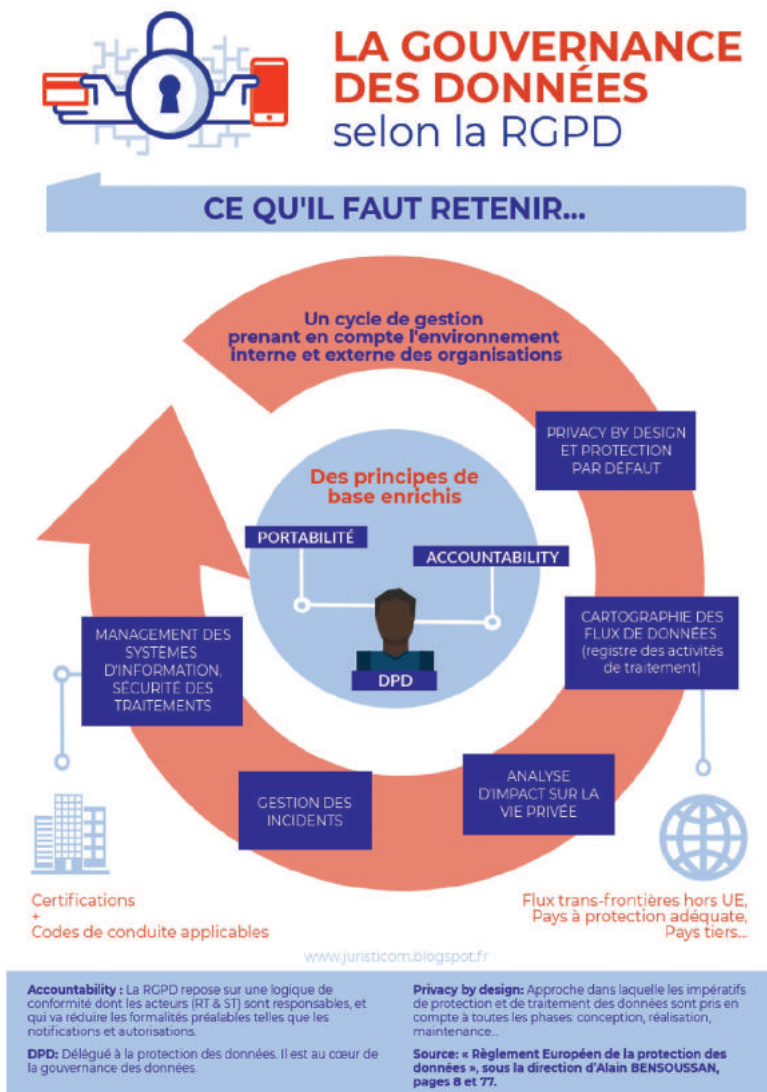 LA GOUVERNANCE
DES DONNÉES
selon la RGPD
CE QU'IL FAUT RETENIR...
Un cycle de gestion
prenant en compte l'environnement
interne et externe des organisations
PRIVACY BY DESIGN
ET PROTECTION
PAR DÉFAUT
Des principes de
base enrichis
PORTABILITÉ
ACCOUNTABILITY
DPD
CARTOGRAPHIE DES
FLUX DE DONNÉES
(registre des activités
de traitement)
MANAGEMENT DES
SYSTÈMES
D'INFORMATION,
SÉCURITÉ DES
TRAITEMENTS
ANALYSE
D'IMPACT SUR LA
VIE PRIVÉE
GESTION DES
INCIDENTS
Certifications
+
Codes de conduite applicables
Flux trans-frontières hors UE,
Pays à protection adéquate,
Pays tiers...
www.juristicom.blogspot.fr
Accountability : La RGPD repose sur une logique de
conformité dont les acteurs (RT & ST) sont responsables, et
qui va réduire les formalités préalables telles que les
notifications et autorisations.
DPD: Délégué à la protection des données. Il est au cœur de
la gouvernance des données.
Privacy by design: Approche dans laquelle les impératifs
de protection et de traitement des données sont pris en
compte à toutes les phases: conception, réalisation,
maintenance...
Source: « Règlement Européen de la protection des
données », sous la direction d'Alain BENSOUSSAN,
pages 8 et 77.